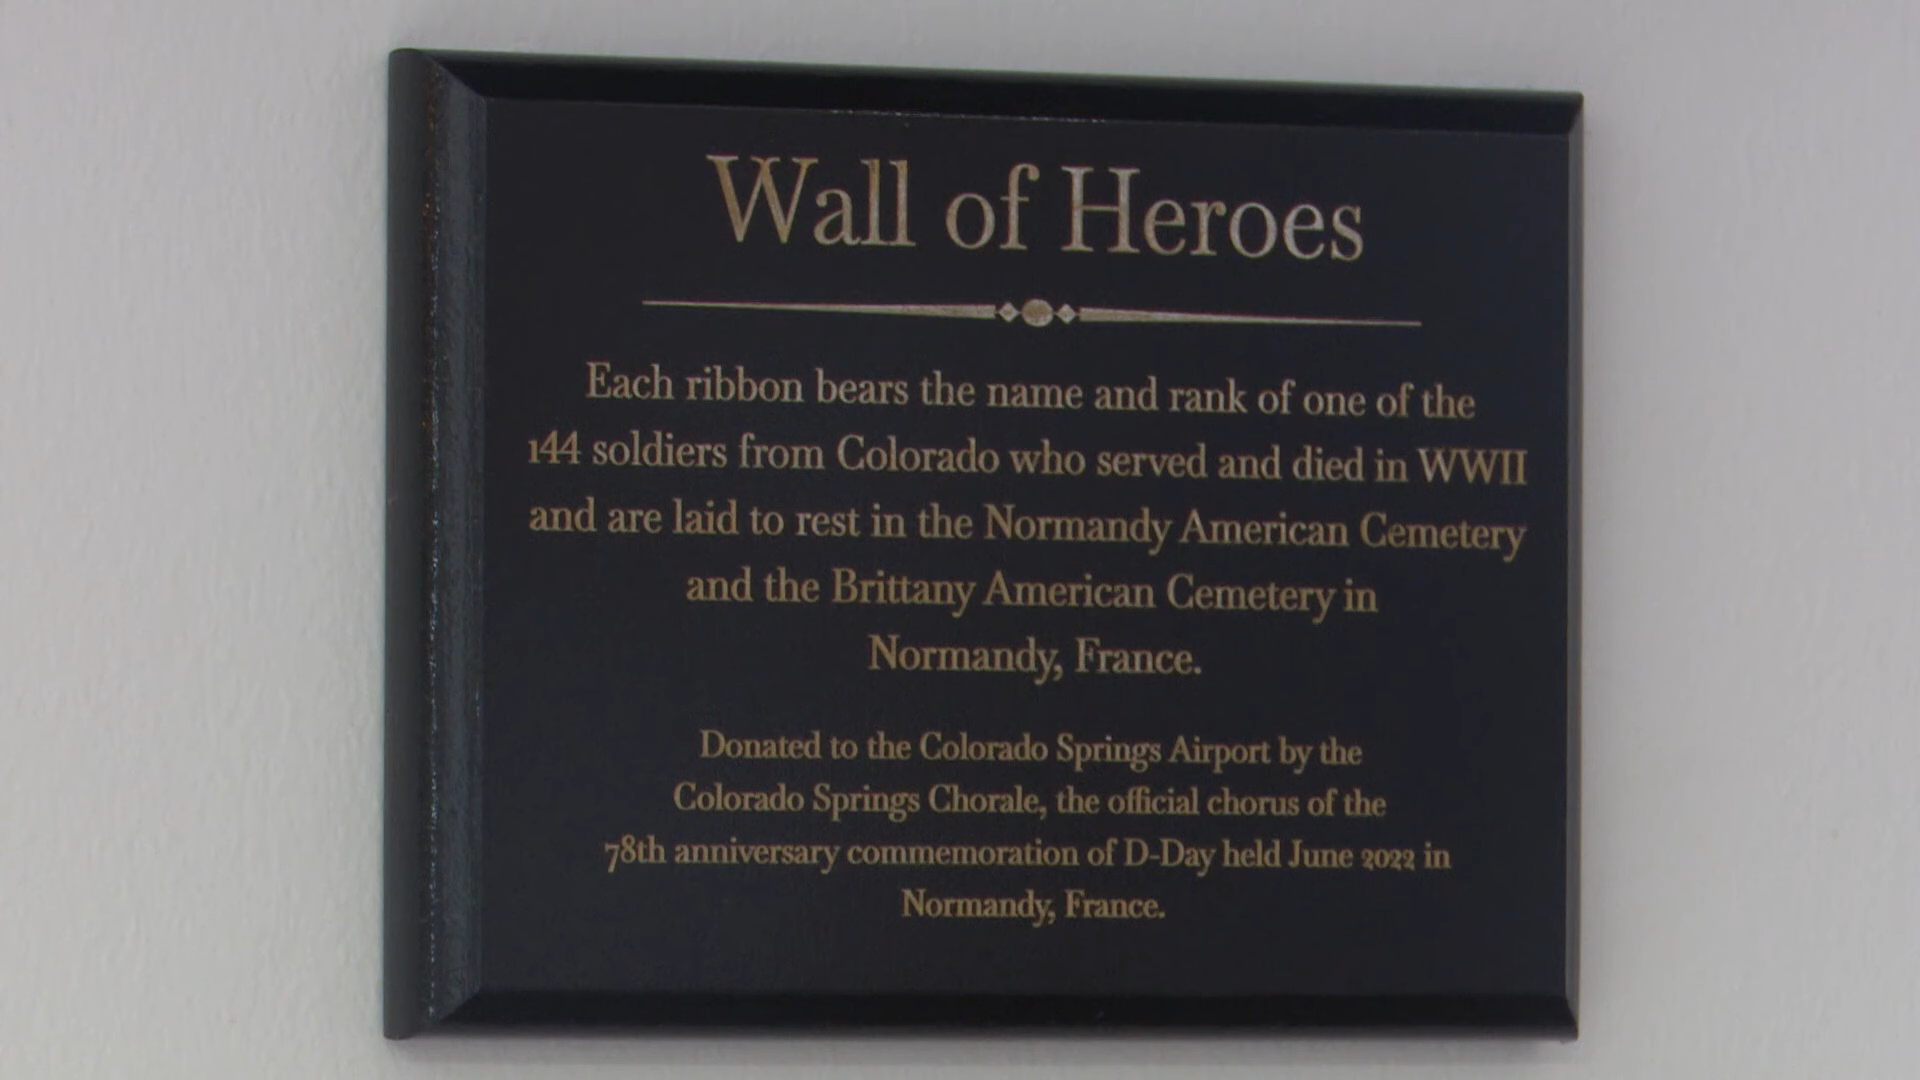 Wall of Heroes
Each ribbon bears the name and rank of one of the
144 soldiers from Colorado who served and died in WWII
and are laid to rest in the Normandy American Cemetery
and the Brittany American Cemetery in
Normandy, France.
Donated to the Colorado Springs Airport by the
Colorado Springs Chorale, the official chorus of the
78th anniversary commemoration of D-Day held June 2022 in
Normandy, France.